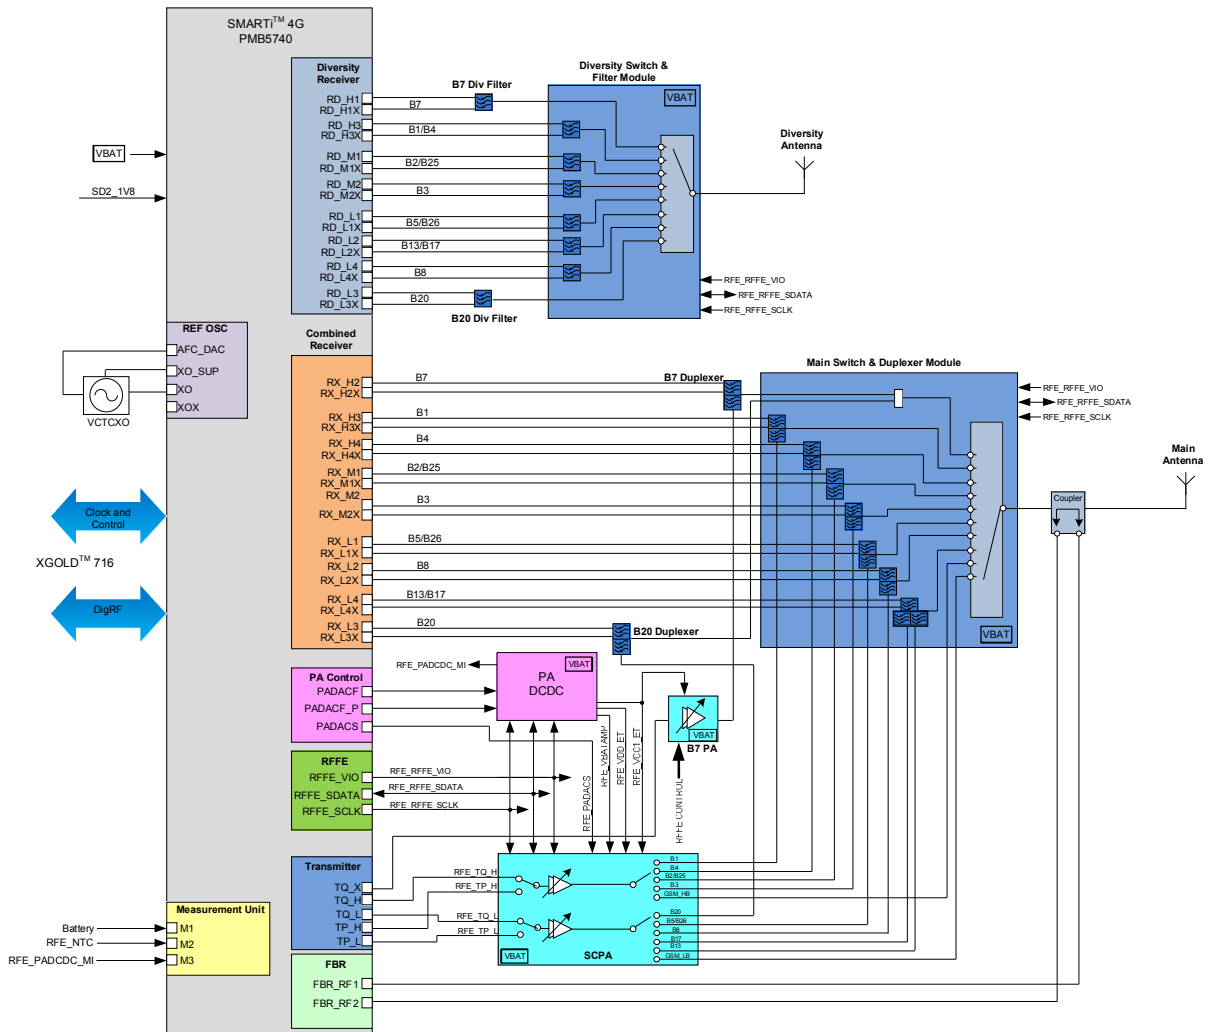 SMARTi™ 4G
PMB5740
Diversity
Receiver
RD_H1
RD_H1X
RD_H3
RD_H3X
RD_M1
RD_M1X
RD_M2
RD_M2X
RD_L1
RD_L1X
RD_L2
RD_L2X
RD_L4
RD_L4X
RD_L3
RD_L3X
B7
B1/B4
B2/B25
B3
B5/B26
B13/B17
B8
B20
B7 Div Filter
B20 Div Filter
Diversity Switch &
Filter Module
VBAT
Diversity
Antenna
RFE_RFFE_VIO
RFE_RFFE_SDATA
RFE_RFFE_SCLK
VBAT
SD2_1V8
REF OSC
AFC_DAC
XO_SUP
XO
XOX
VCTCXO
Clock and
Control
XGOLD™ 716
DigRF
Combined
Receiver
RX_H2
RX_H2X
RX_H3
RX_H3X
RX_H4
RX_H4X
RX_M1
RX_M1X
RX_M2
RX_M2X
RX_L1
RX_L1X
RX_L2
RX_L2X
RX_L4
RX_L4X
RX_L3
RX_L3X
B7
B1
B4
B2/B25
B3
B5/B26
B8
B13/B17
B20
B7 Duplexer
B20 Duplexer
Main Switch & Duplexer Module
VBAT
RFE_RFFE_VIO
RFE_RFFE_SDATA
RFE_RFFE_SCLK
Main
Antenna
Coupler
PA Control
PADACF
PADACF_P
PADACS
RFE_PADCDC_MI
VBAT
PA
DCDC
RFFE
RFFE_VIO
RFFE_SDATA
RFFE_SCLK
RFE_RFFE_VIO
RFE_RFFE_SDATA
RFE_RFFE_SCLK
RFE_PADACS
RFE_VBATAMP
RFE_VDD_ET
RFE_VCC1_ET
RFFE CONTROL
VBAT
B7 PA
Transmitter
TQ_X
TQ_H
TQ_L
TP_H
TP_L
RFE_TQ_H
RFE_TP_H
RFE_TQ_L
RFE_TP_L
B1
B4
B2/B25
B3
GSM_HB
B20
B5/B26
B8
B17
B13
GSM_LB
VBAT
SCPA
Measurement Unit
Battery
RFE_NTC
RFE_PADCDC_MI
M1
M2
M3
FBR
FBR_RF1
FBR_RF2